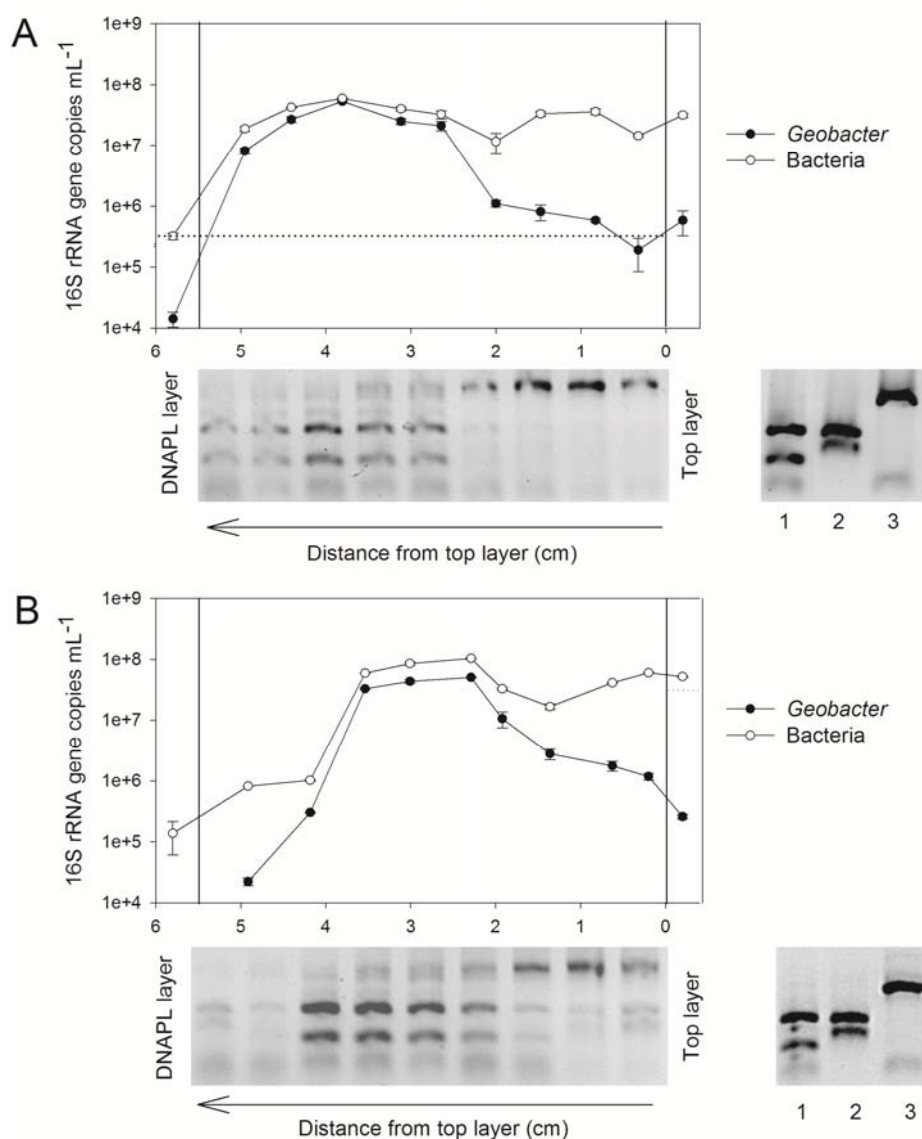 A
16S rRNA gene copies mL-1
1e+9
1e+8
1e+7
1e+6
1e+5
1e+4
6 5 4 3 2 1 0
Geobacter
Bacteria
DNAPL layer
Top layer
1 2 3
Distance from top layer (cm)
B
16S rRNA gene copies mL-1
1e+9
1e+8
1e+7
1e+6
1e+5
1e+4
6 5 4 3 2 1 0
Geobacter
Bacteria
DNAPL layer
Top layer
1 2 3
Distance from top layer (cm)